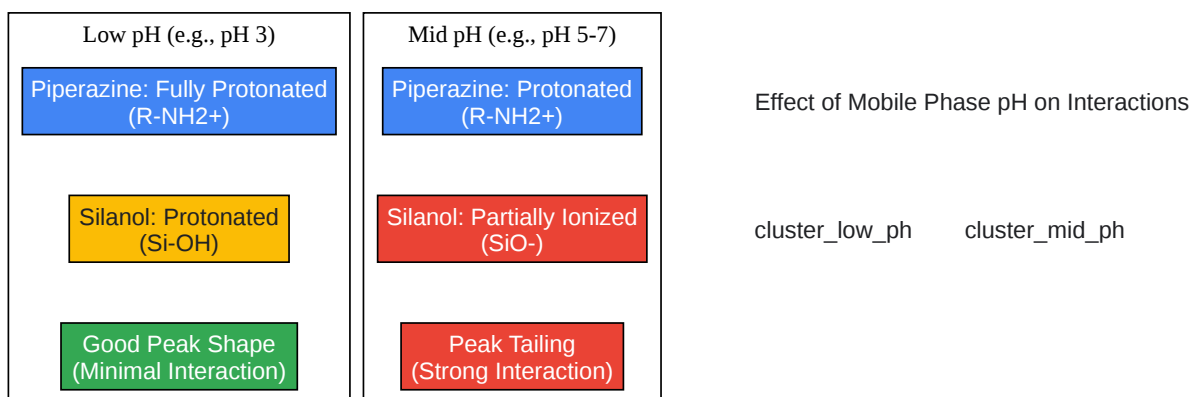 Low pH (e.g., pH 3)
Piperazine: Fully Protonated
(R-NH2+)
Silanol: Protonated
(Si-OH)
Good Peak Shape
(Minimal Interaction)
Mid pH (e.g., pH 5-7)
Piperazine: Protonated
(R-NH2+)
Silanol: Partially Ionized
(SiO-)
Peak Tailing
(Strong Interaction)
Effect of Mobile Phase pH on Interactions
cluster_low_ph
cluster_mid_ph